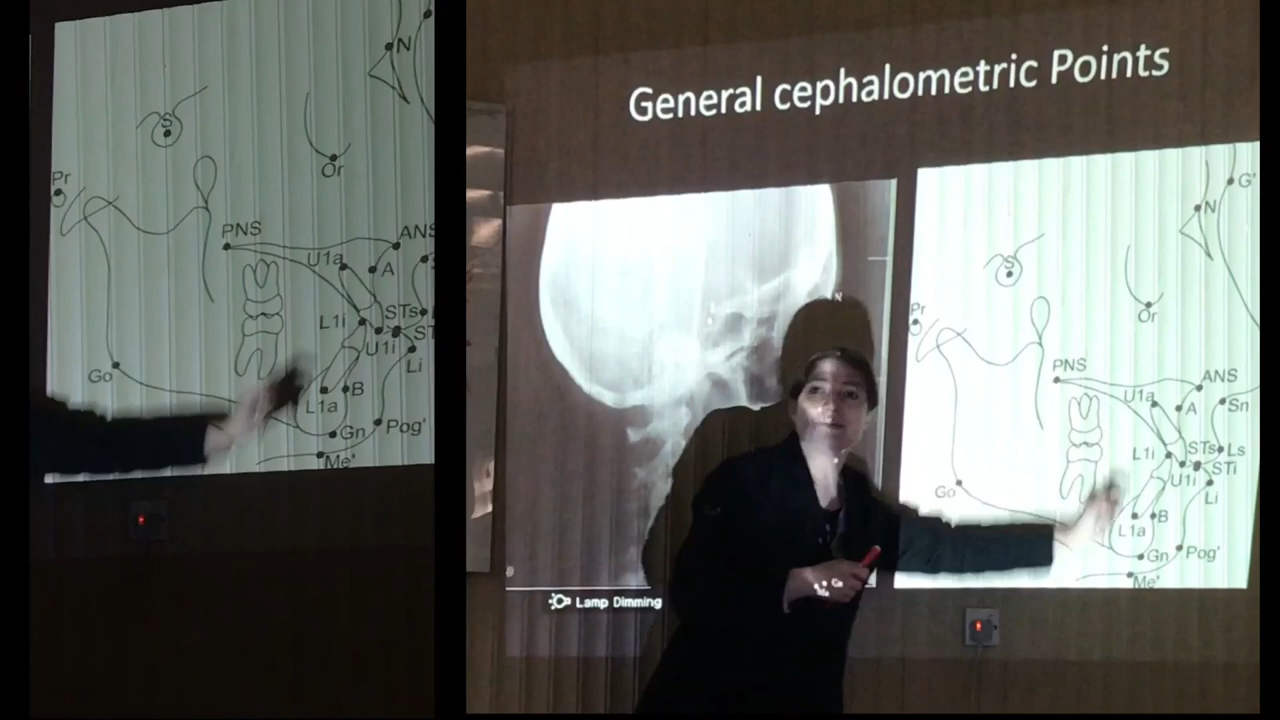 N
S
Or
Pr
PNS
ANS
U1a
A
L1i
STs
U1i
Li
Go
B
L1a
Gn
Pog'
Me'
General cephalometric Points
G'
N
N
S
Or
Pr
PNS
ANS
U1a
A
Sn
L1i
STs
Ls
STi
U1i
Li
Go
B
L1a
Gn
Pog'
Me'
Lamp Dimming